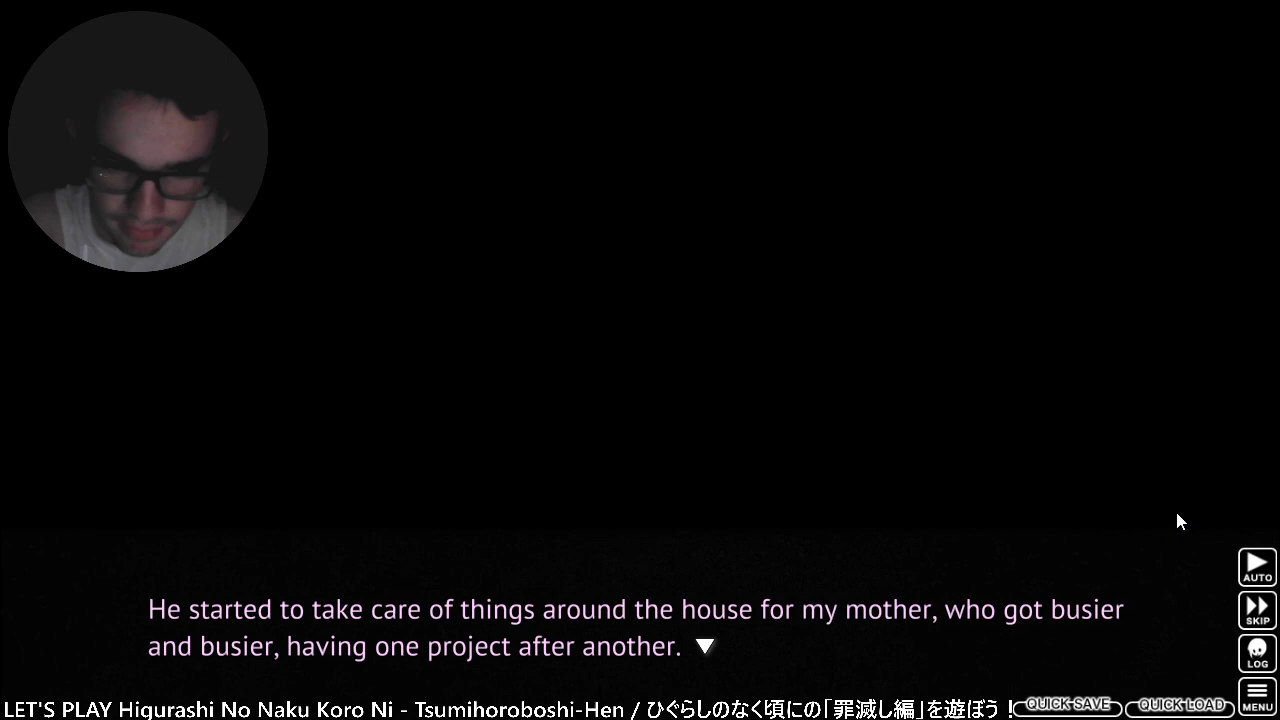 He started to take care of things around the house for my mother, who got busier
and busier, having one project after another.
AUTO
SKIP
LOG
MENU
QUICK SAVE
QUICK LOAD
LET'S PLAY Higurashi No Naku Koro Ni - Tsumihoroboshi-Hen / ひぐらしのなく頃にの「罪滅し編」を遊ぼう！